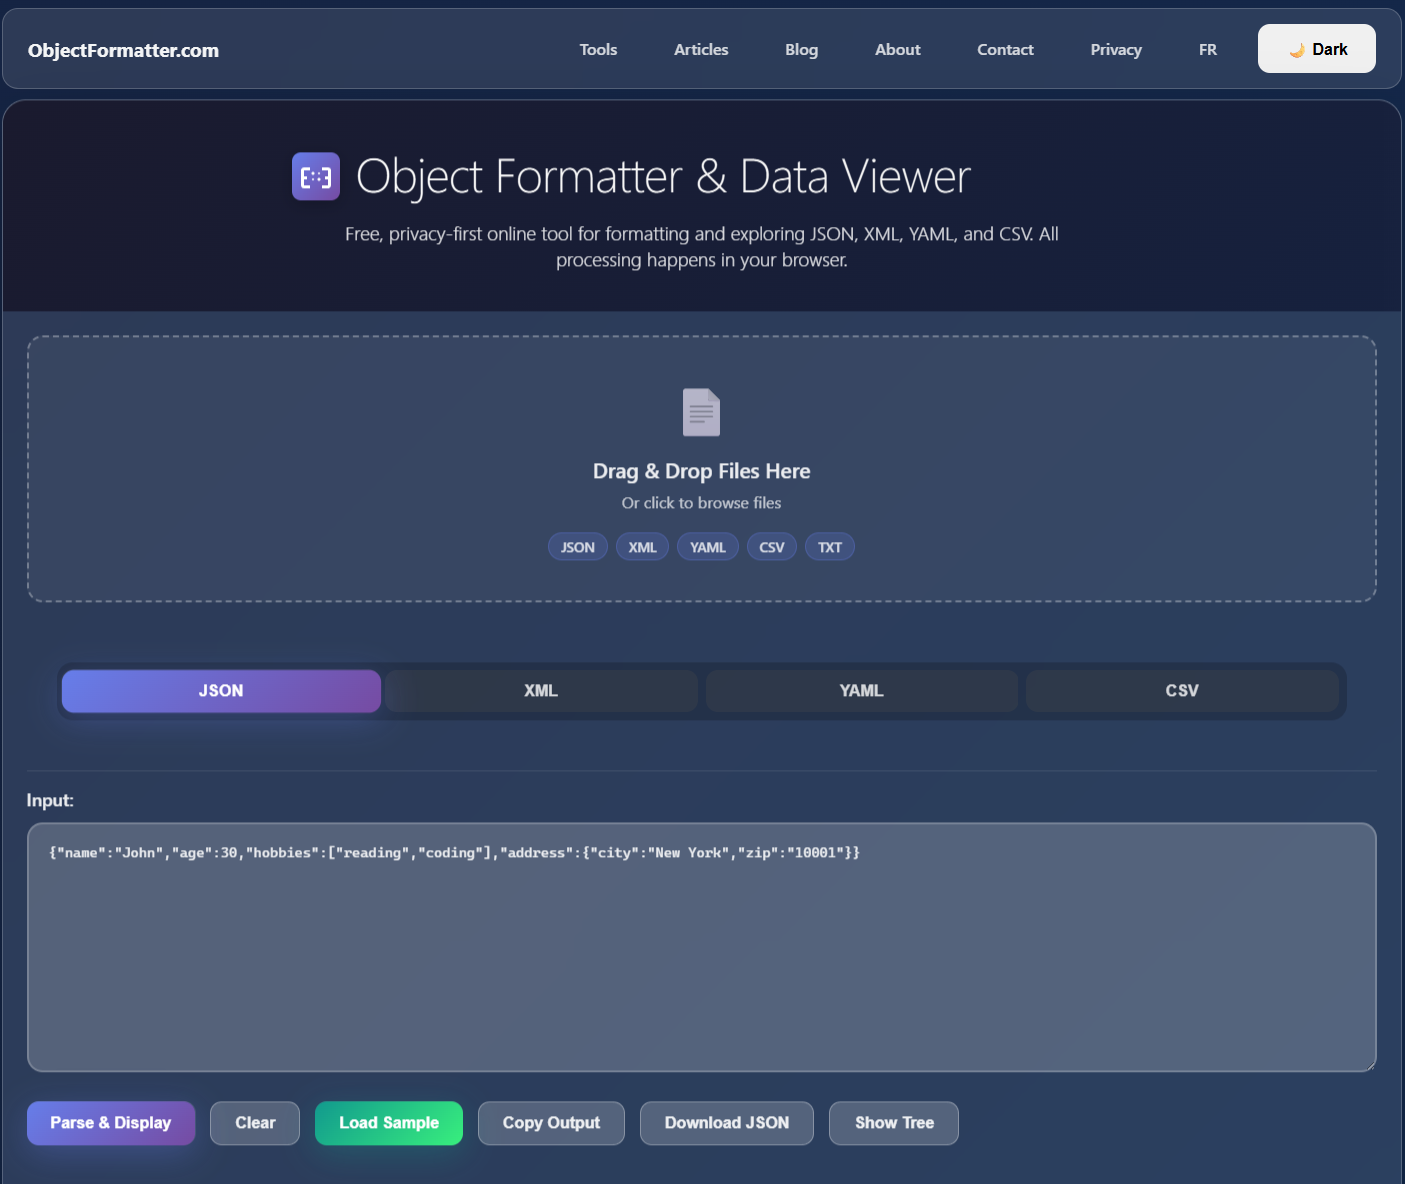 ObjectFormatter.com
Tools Articles Blog About Contact Privacy FR 🌙 Dark
Object Formatter & Data Viewer
Free, privacy-first online tool for formatting and exploring JSON, XML, YAML, and CSV. All
processing happens in your browser.
Drag & Drop Files Here
Or click to browse files
JSON XML YAML CSV TXT
JSON XML YAML CSV
Input:
{"name":"John","age":30,"hobbies":["reading","coding"],"address":{"city":"New York","zip":"10001"}}
Parse & Display Clear Load Sample Copy Output Download JSON Show Tree